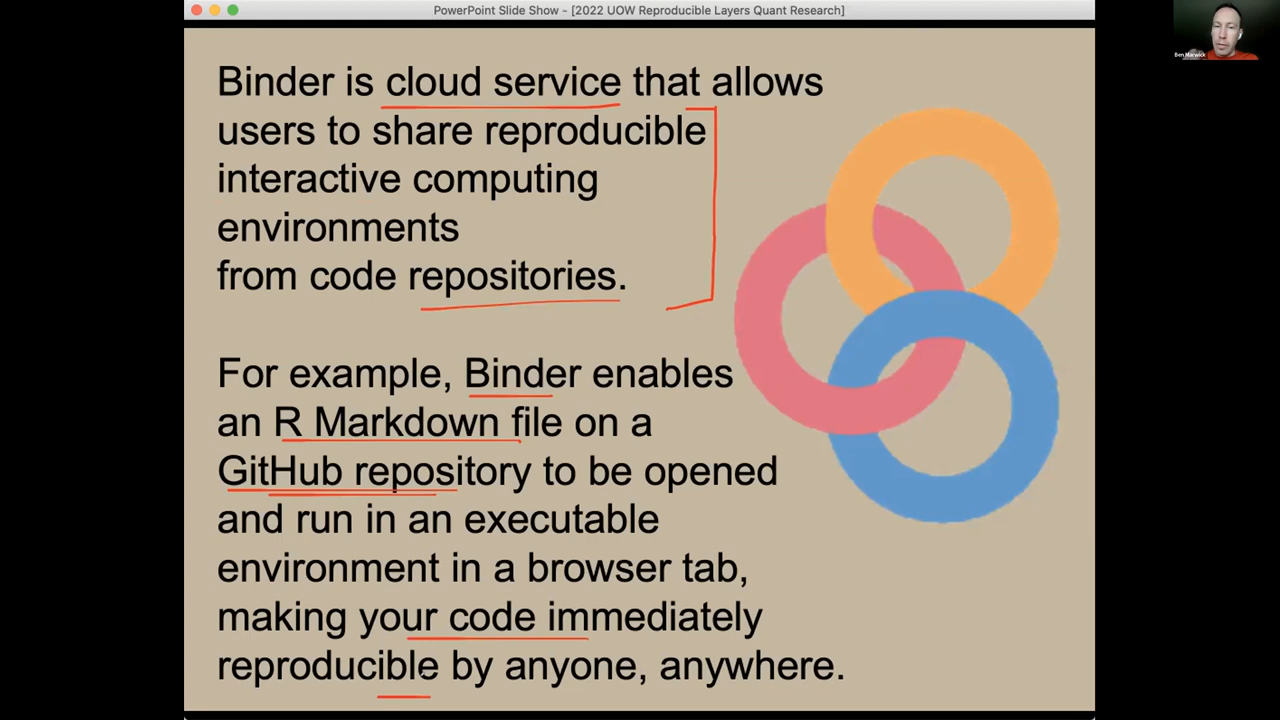 PowerPoint Slide Show - [2022 UOW Reproducible Layers Quant Research]
Ben Marwick
Binder is cloud service that allows
users to share reproducible
interactive computing
environments
from code repositories.
For example, Binder enables
an R Markdown file on a
GitHub repository to be opened
and run in an executable
environment in a browser tab,
making your code immediately
reproducible by anyone, anywhere.